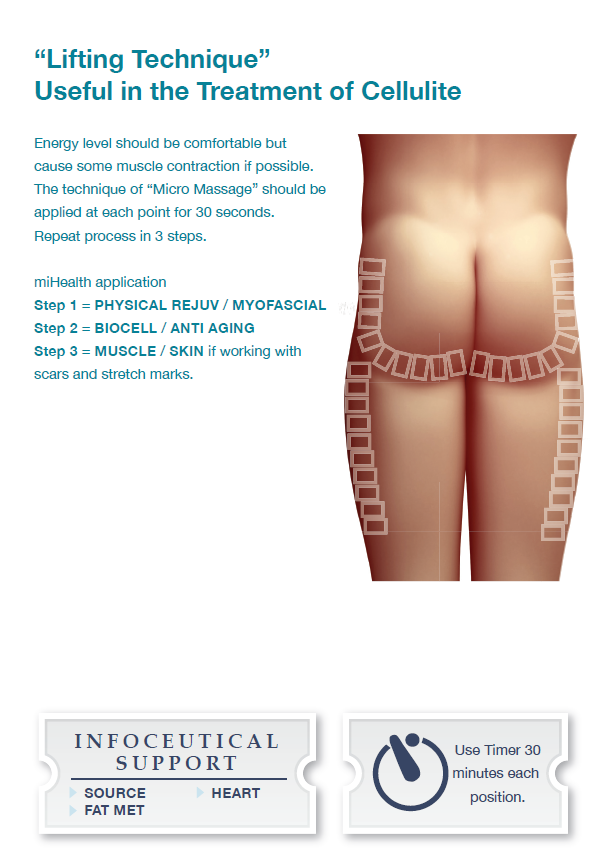 “Lifting Technique”
Useful in the Treatment of Cellulite
Energy level should be comfortable but
cause some muscle contraction if possible.
The technique of “Micro Massage” should be
applied at each point for 30 seconds.
Repeat process in 3 steps.
miHealth application
Step 1 = PHYSICAL REJUV / MYOFASCIAL
Step 2 = BIOCELL / ANTI AGING
Step 3 = MUSCLE / SKIN if working with
scars and stretch marks.
INFOCEUTICAL
SUPPORT
SOURCE
HEART
FAT MET
Use Timer 30
minutes each
position.